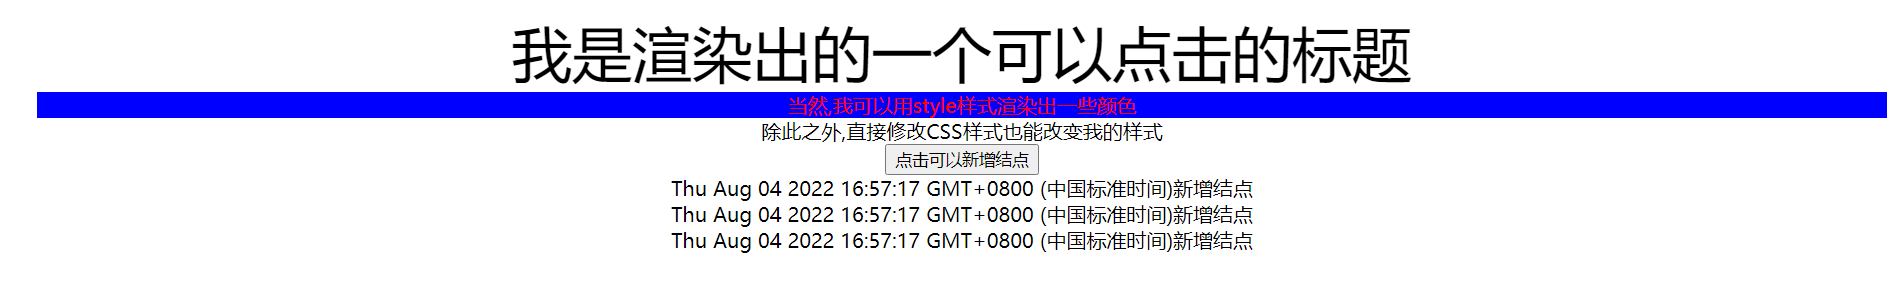 我是渲染出的一个可以点击的标题
当然,我可以用style样式渲染出一些颜色
除此之外,直接修改CSS样式也能改变我的样式
点击可以新增结点
Thu Aug 04 2022 16:57:17 GMT+0800 (中国标准时间)新增结点
Thu Aug 04 2022 16:57:17 GMT+0800 (中国标准时间)新增结点
Thu Aug 04 2022 16:57:17 GMT+0800 (中国标准时间)新增结点